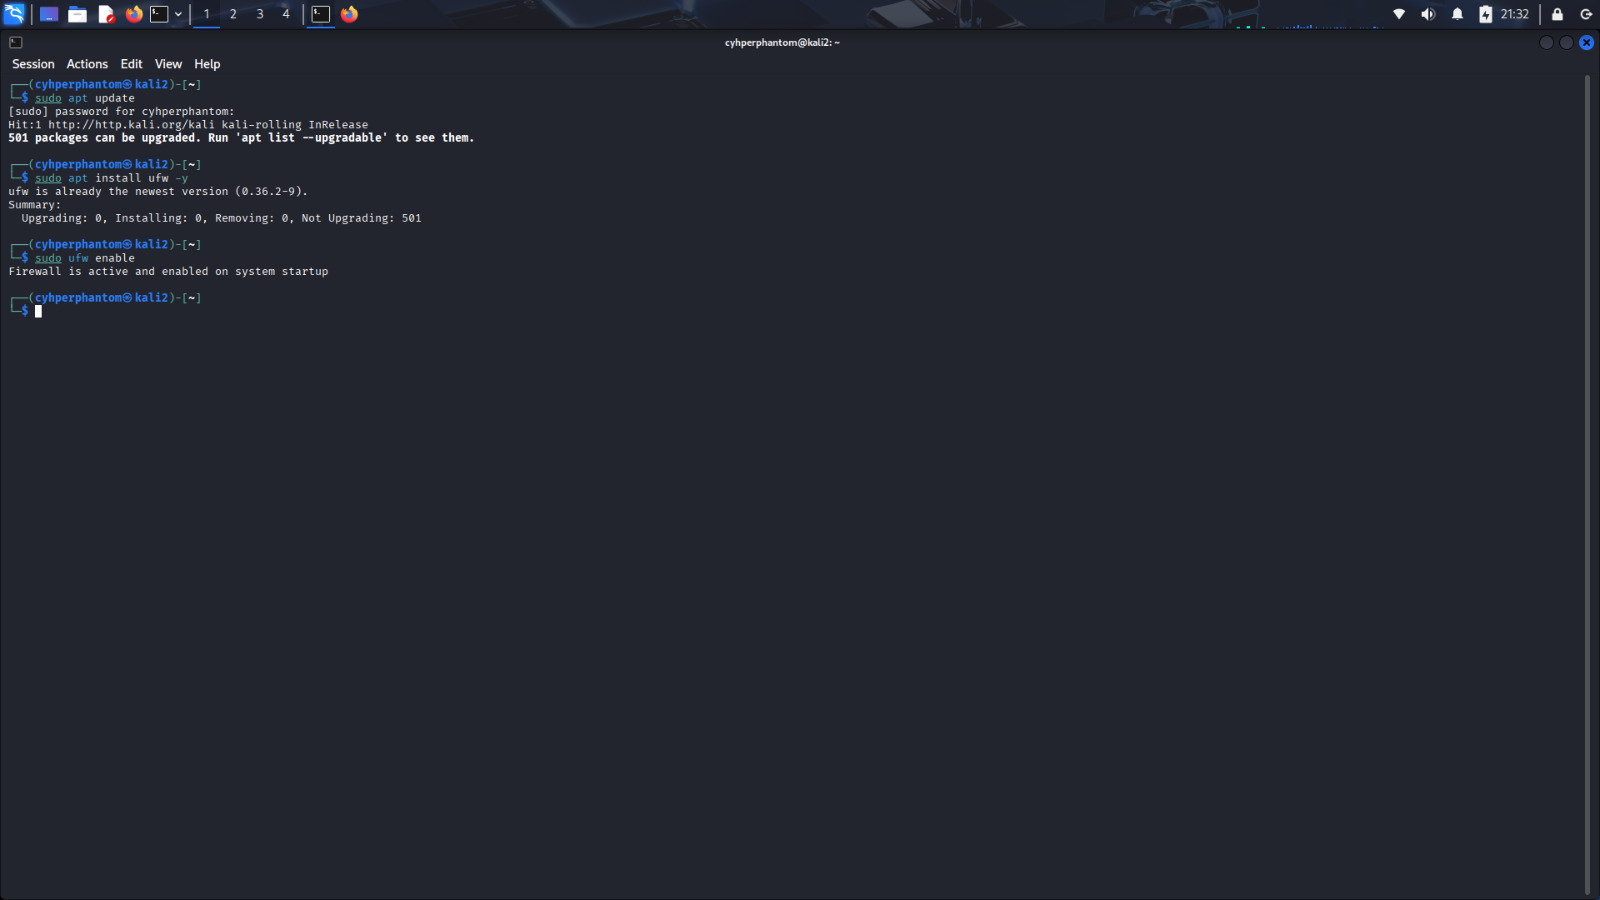 1 2 3 4
21:32
cyhperphantom@kali2: ~
Session Actions Edit View Help
┌──(cyhperphantom㉿kali2)-[~]
└─$ sudo apt update
[sudo] password for cyhperphantom:
Hit:1 http://http.kali.org/kali kali-rolling InRelease
501 packages can be upgraded. Run 'apt list --upgradable' to see them.
┌──(cyhperphantom㉿kali2)-[~]
└─$ sudo apt install ufw -y
ufw is already the newest version (0.36.2-9).
Summary:
  Upgrading: 0, Installing: 0, Removing: 0, Not Upgrading: 501
┌──(cyhperphantom㉿kali2)-[~]
└─$ sudo ufw enable
Firewall is active and enabled on system startup
┌──(cyhperphantom㉿kali2)-[~]
└─$